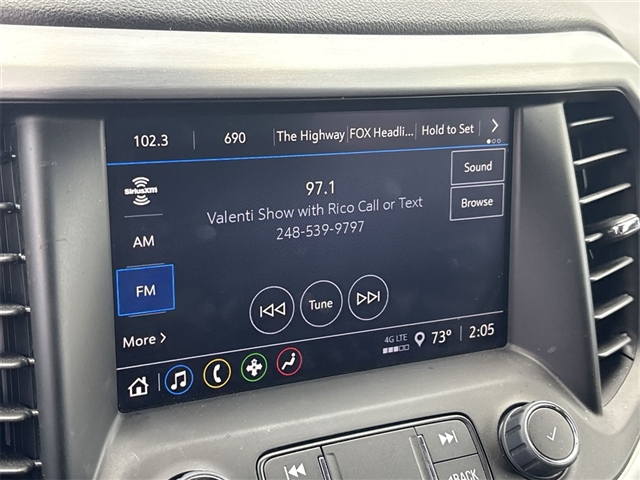 102.3 690 The Highway FOX Headli... Hold to Set
SiriusXM
97.1
Sound
Valenti Show with Rico Call or Text
Browse
248-539-9797
AM
FM
Tune
More
4G LTE 73° 2:05
BACK